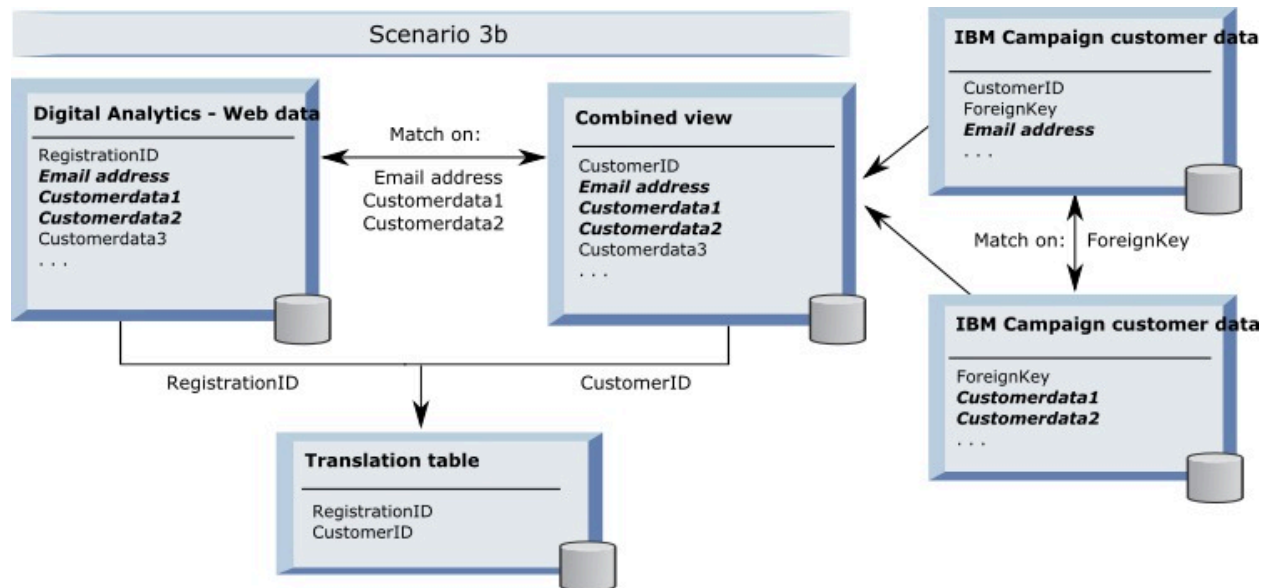 Scenario 3b
Digital Analytics - Web data
RegistrationID
Email address
Customerdata1
Customerdata2
Customerdata3
. . .
Match on:
Email address
Customerdata1
Customerdata2
Combined view
CustomerID
Email address
Customerdata1
Customerdata2
Customerdata3
. . .
IBM Campaign customer data
CustomerID
ForeignKey
Email address
. . .
Match on: ForeignKey
IBM Campaign customer data
ForeignKey
Customerdata1
Customerdata2
. . .
RegistrationID
CustomerID
Translation table
RegistrationID
CustomerID